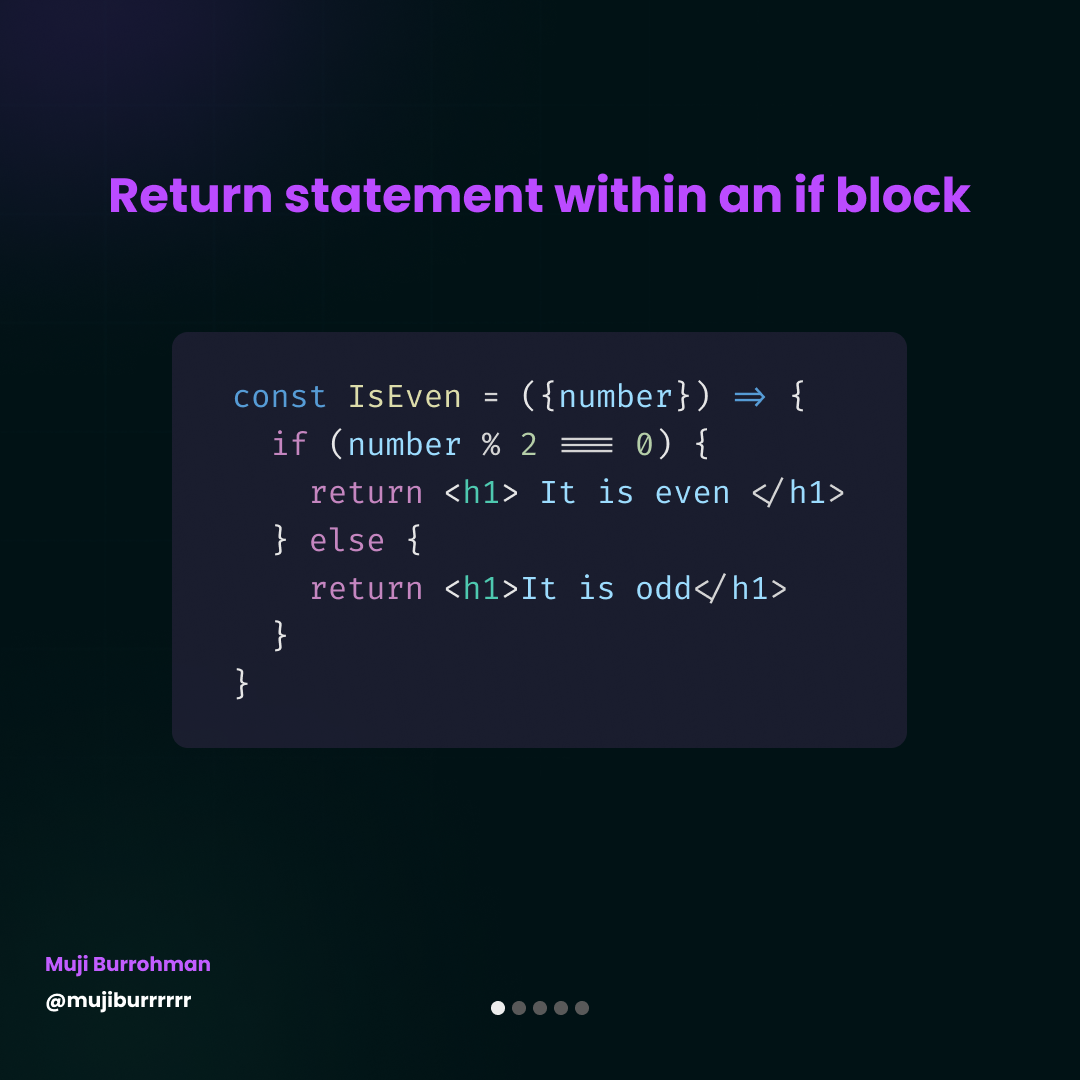 Return statement within an if block
const IsEven = ({number}) => {
  if (number % 2 === 0) {
    return <h1> It is even </h1>
  } else {
    return <h1>It is odd</h1>
  }
}
Muji Burrohman
@mujiburrrrrr